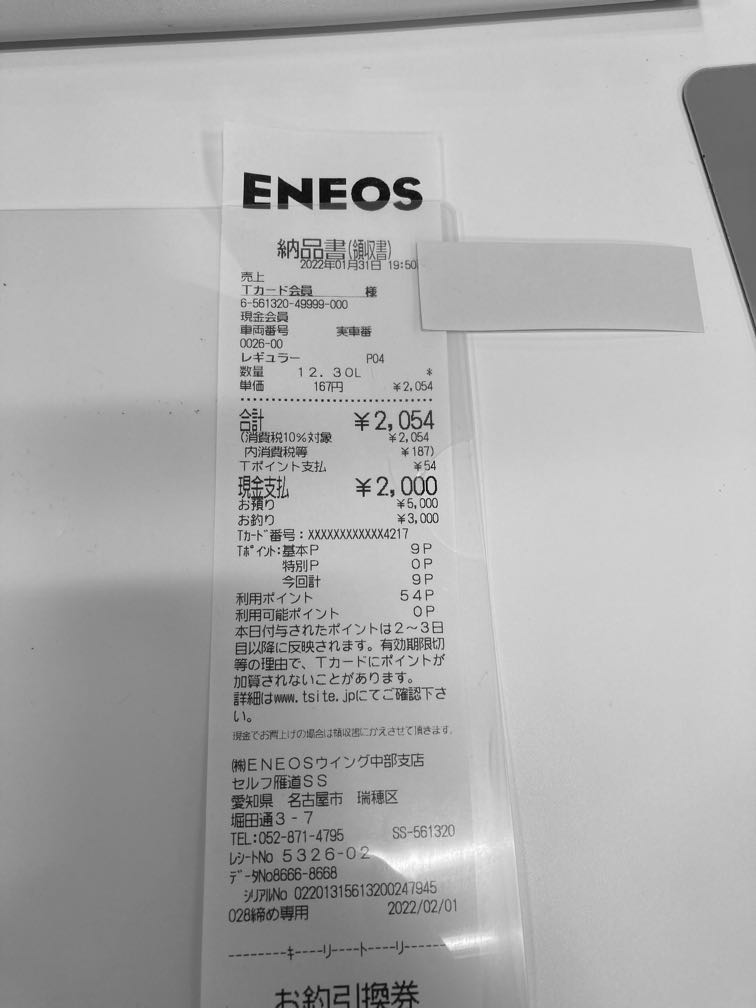 ENEOS
納品書(領収書)
2022年01月31日 19:50
売上
Tカード会員 様
6-561320-49999-000
現金会員
車両番号 実車番
0026-00
レギュラー P04
数量 12.30L *
単価 167円 ¥2,054
合計 ¥2,054
(消費税10%対象 ¥2,054
内消費税等 ¥187)
Tポイント支払 ¥54
現金支払 ¥2,000
お預り ¥5,000
お釣り ¥3,000
Tカード番号:XXXXXXXXXXXX4217
Tポイント:基本P 9P
特別P 0P
今回計 9P
利用ポイント 54P
利用可能ポイント 0P
本日付与されたポイントは2~3日
目以降に反映されます。有効期限切
等の理由で、Tカードにポイントが
加算されないことがあります。
詳細はwww.tsite.jpにてご確認下さ
い。
現金でお買上げの場合は領収書にかえさせて頂きます。
(株)ENEOSウイング中部支店
セルフ雁道SS
愛知県 名古屋市 瑞穂区
堀田通3-7
TEL:052-871-4795 SS-561320
レシートNo 5326-02
データNo8666-8668
シリアルNo 02201315613200247945
028締め専用 2022/02/01
--------キ---リ----ト---リ------
お釣引換券